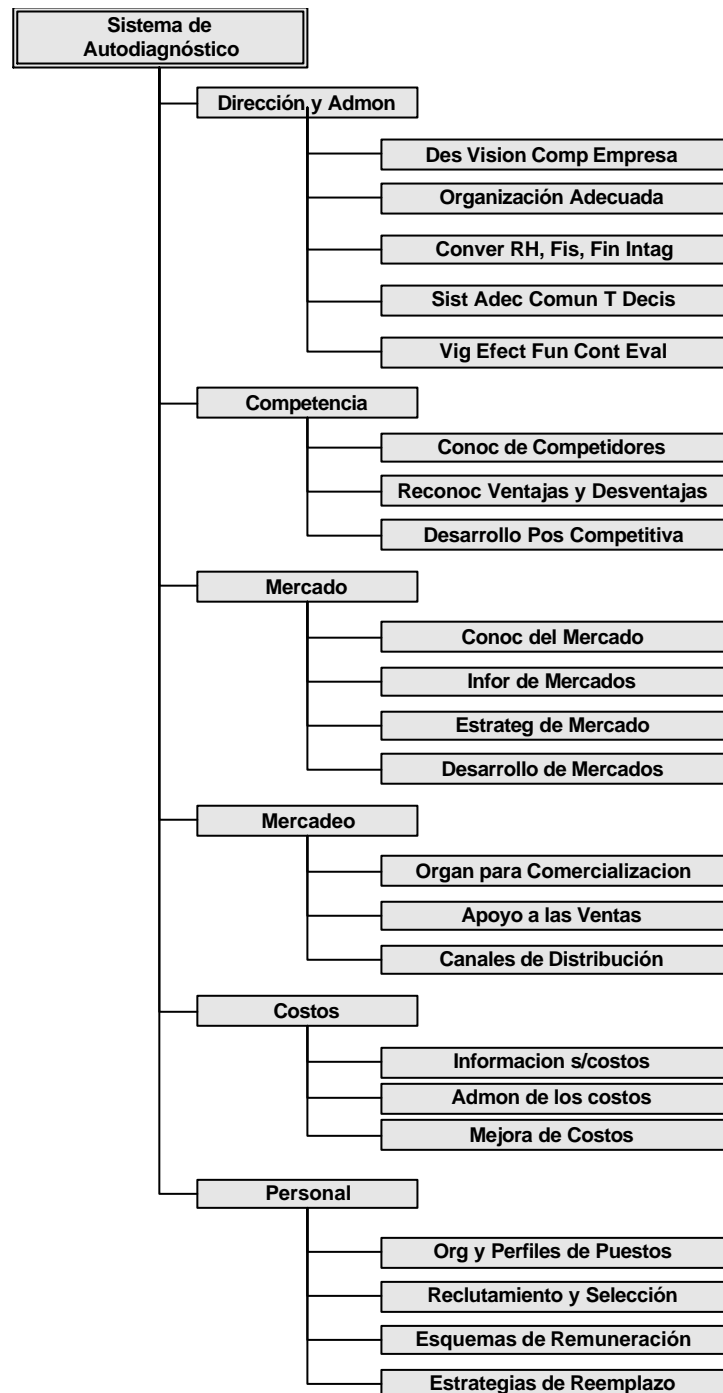 Sistema de
Autodiagnóstico
Dirección y Admon
Des Vision Comp Empresa
Organización Adecuada
Conver RH, Fis, Fin Intag
Sist Adec Comun T Decis
Vig Efect Fun Cont Eval
Competencia
Conoc de Competidores
Reconoc Ventajas y Desventajas
Desarrollo Pos Competitiva
Mercado
Conoc del Mercado
Infor de Mercados
Estrateg de Mercado
Desarrollo de Mercados
Mercadeo
Organ para Comercializacion
Apoyo a las Ventas
Canales de Distribución
Costos
Informacion s/costos
Admon de los costos
Mejora de Costos
Personal
Org y Perfiles de Puestos
Reclutamiento y Selección
Esquemas de Remuneración
Estrategias de Reemplazo